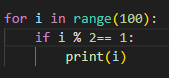 for i in range(100):
    if i % 2== 1:
        print(i)